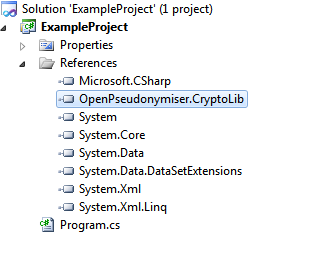 Solution 'ExampleProject' (1 project)
ExampleProject
Properties
References
Microsoft.CSharp
OpenPseudonymiser.CryptoLib
System
System.Core
System.Data
System.Data.DataSetExtensions
System.Xml
System.Xml.Linq
Program.cs